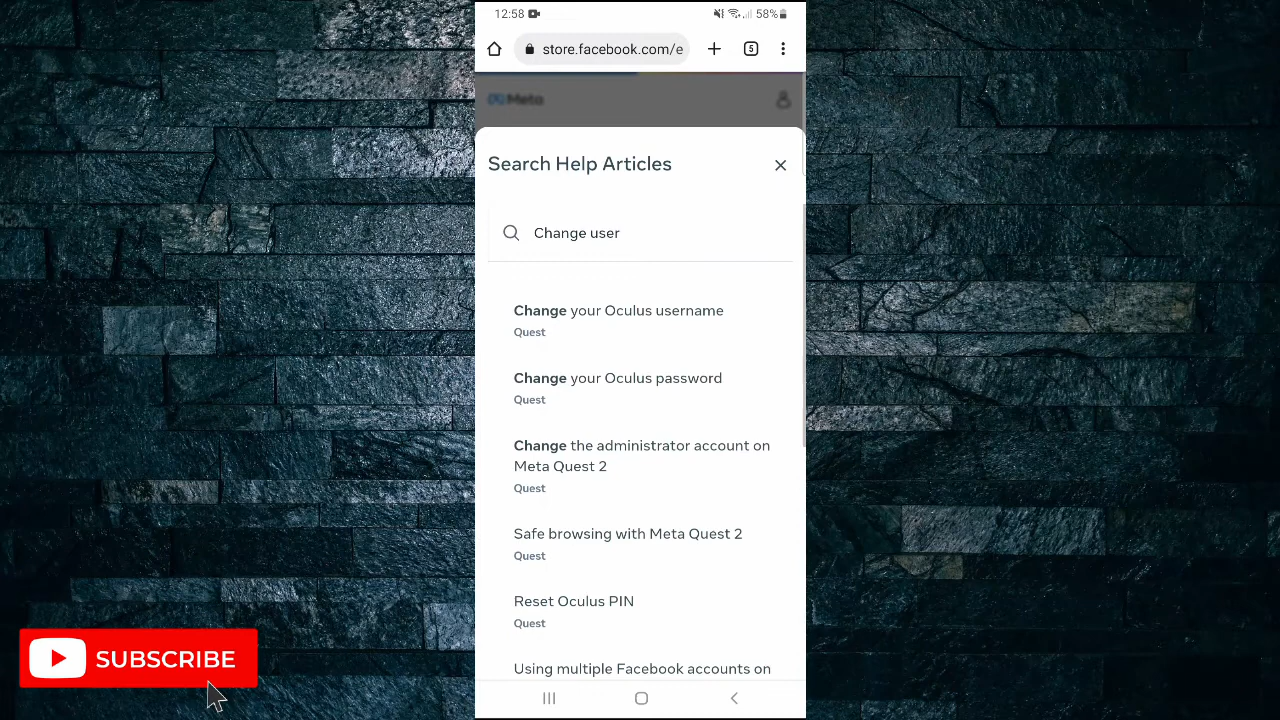 12:58
58%
store.facebook.com/e
5
Meta
Search Help Articles
Change user
Change your Oculus username
Quest
Change your Oculus password
Quest
Change the administrator account on
Meta Quest 2
Quest
Safe browsing with Meta Quest 2
Quest
Reset Oculus PIN
Quest
Using multiple Facebook accounts on
SUBSCRIBE